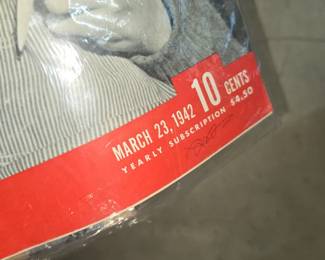 MARCH 23, 1942 10 CENTS
YEARLY SUBSCRIPTION $4.50